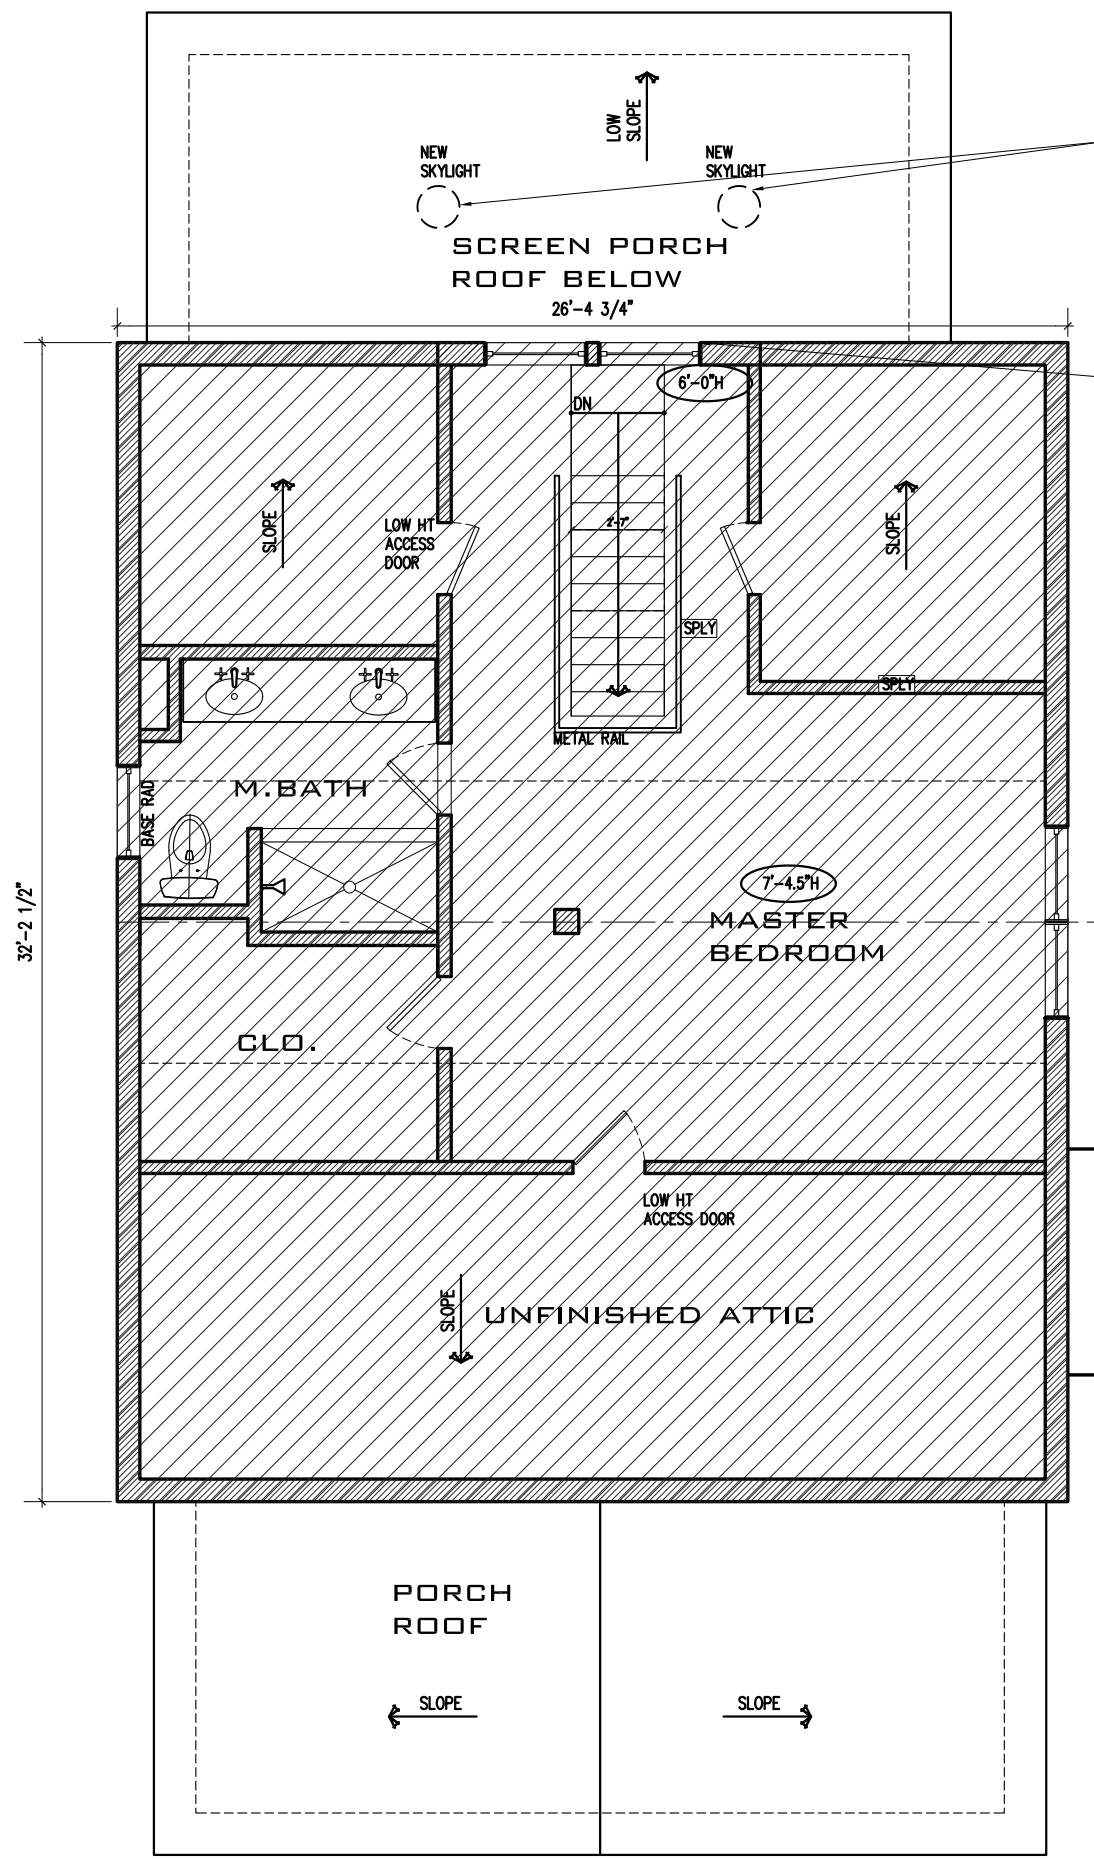 LOW
SLOPE
NEW
SKYLIGHT
NEW
SKYLIGHT
SCREEN PORCH
ROOF BELOW
26'-4 3/4"
6'-0"H
DN
SLOPE
LOW HT
ACCESS
DOOR
2'-7"
SLOPE
SPLY
SPLY
METAL RAIL
M.BATH
BASE RAD
7'-4.5"H
MASTER
BEDROOM
32'-2 1/2"
CLO.
LOW HT
ACCESS DOOR
SLOPE
UNFINISHED ATTIC
PORCH
ROOF
SLOPE
SLOPE